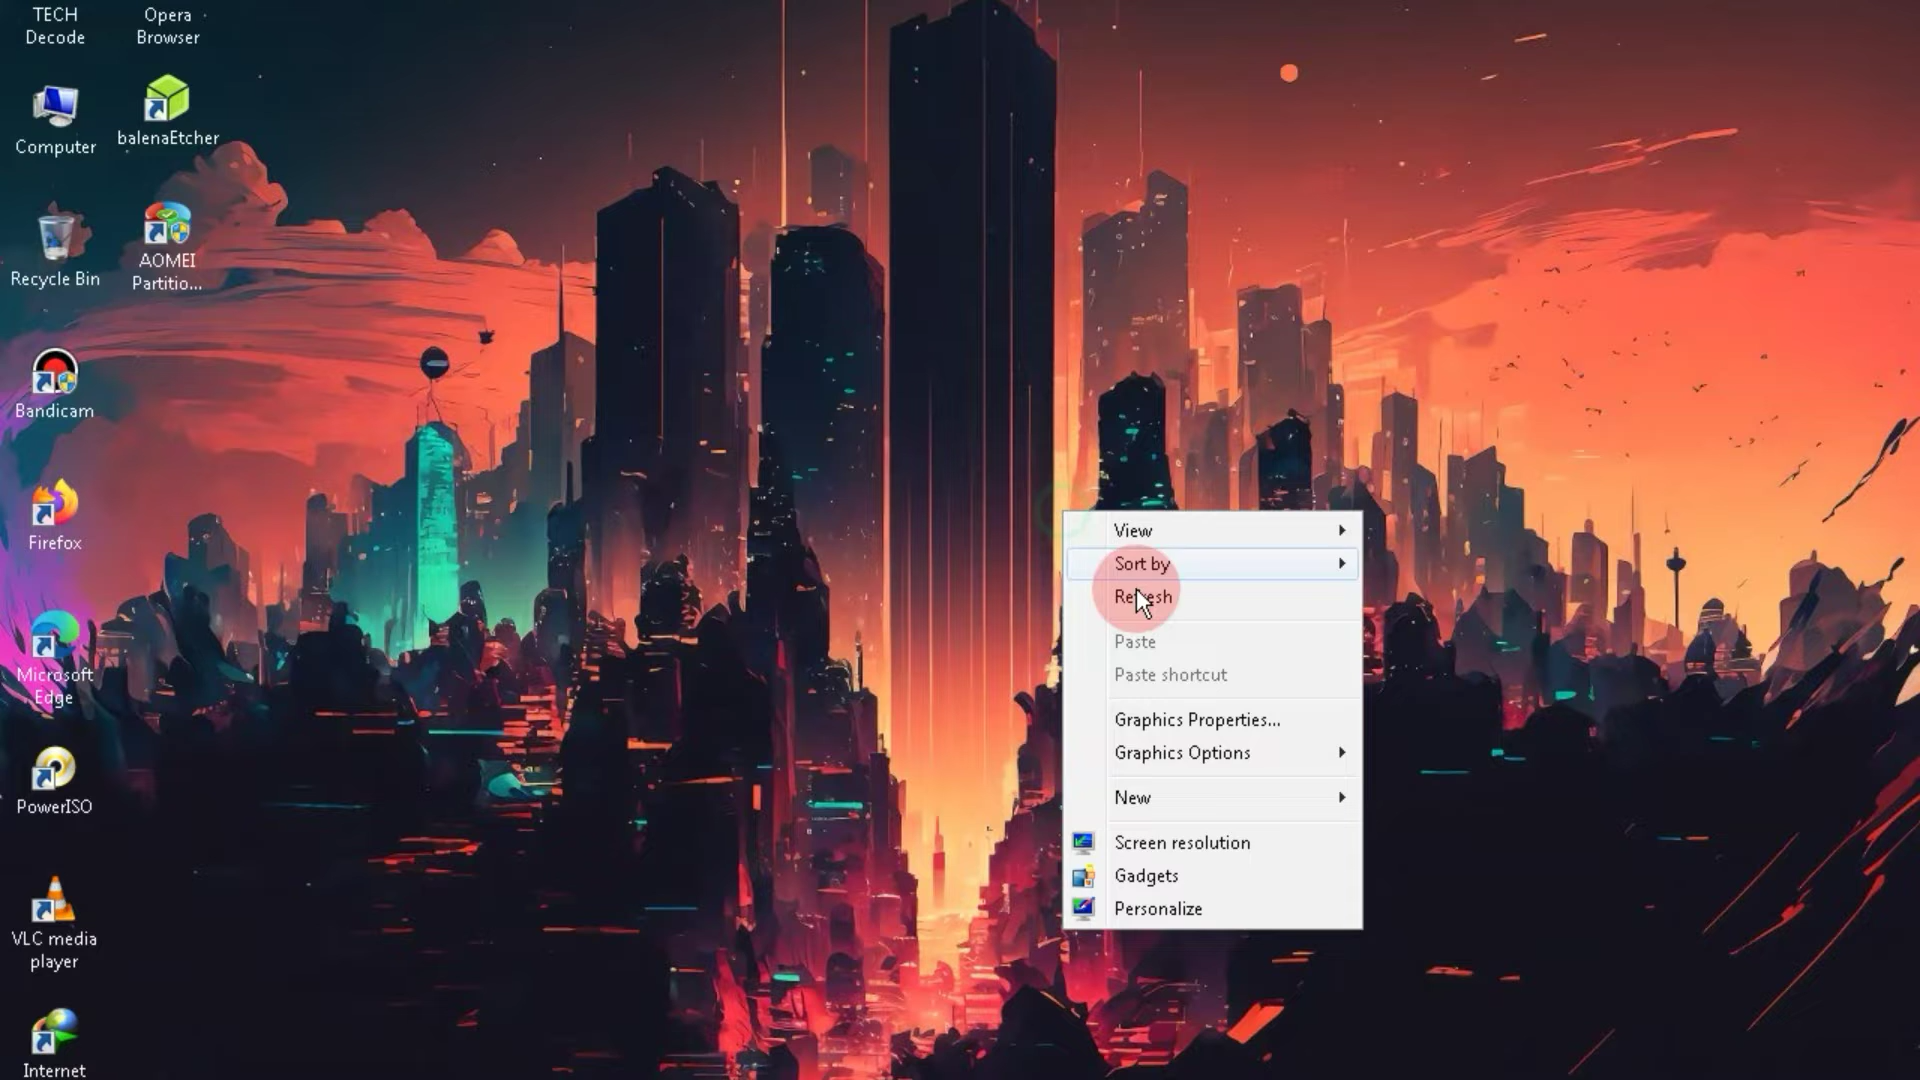 TECH
Decode
Opera
Browser
Computer
balenaEtcher
Recycle Bin
AOMEI
Partitio...
Bandicam
Firefox
Microsoft
Edge
PowerISO
VLC media
player
Internet
View
Sort by
Refresh
Paste
Paste shortcut
Graphics Properties...
Graphics Options
New
Screen resolution
Gadgets
Personalize